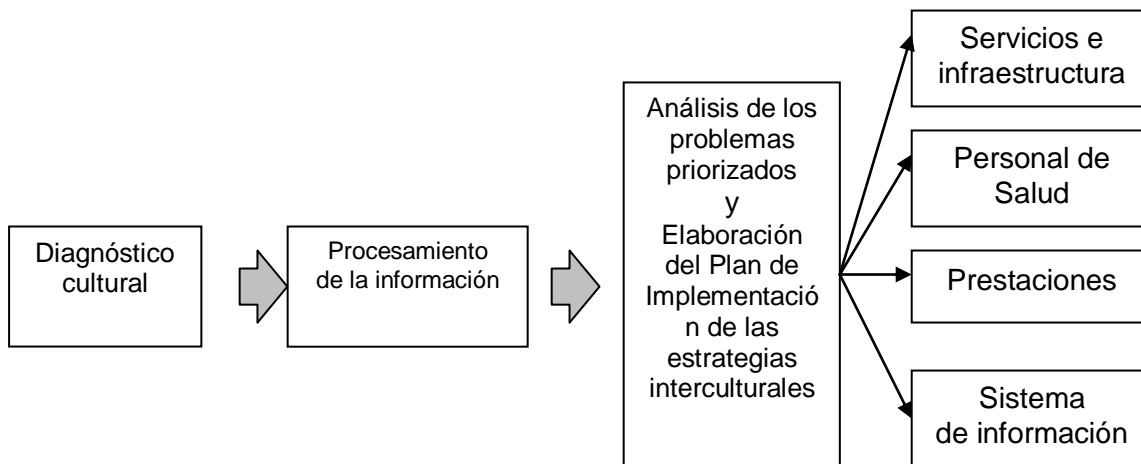 Diagnóstico
cultural
Procesamiento
de la información
Análisis de los
problemas
priorizados
y
Elaboración
del Plan de
Implementació
n de las
estrategias
interculturales
Servicios e
infraestructura
Personal de
Salud
Prestaciones
Sistema
de información